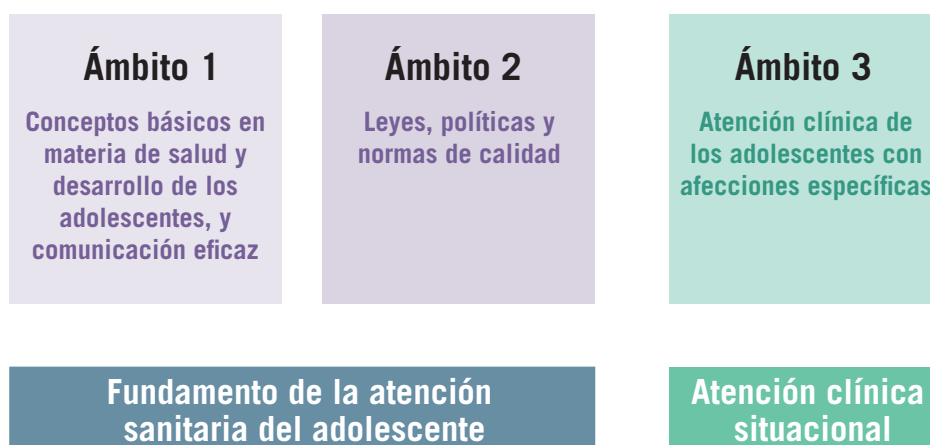 Ámbito 1
Conceptos básicos en
materia de salud y
desarrollo de los
adolescentes, y
comunicación eficaz
Ámbito 2
Leyes, políticas y
normas de calidad
Ámbito 3
Atención clínica de
los adolescentes con
afecciones específicas
Fundamento de la atención
sanitaria del adolescente
Atención clínica
situacional